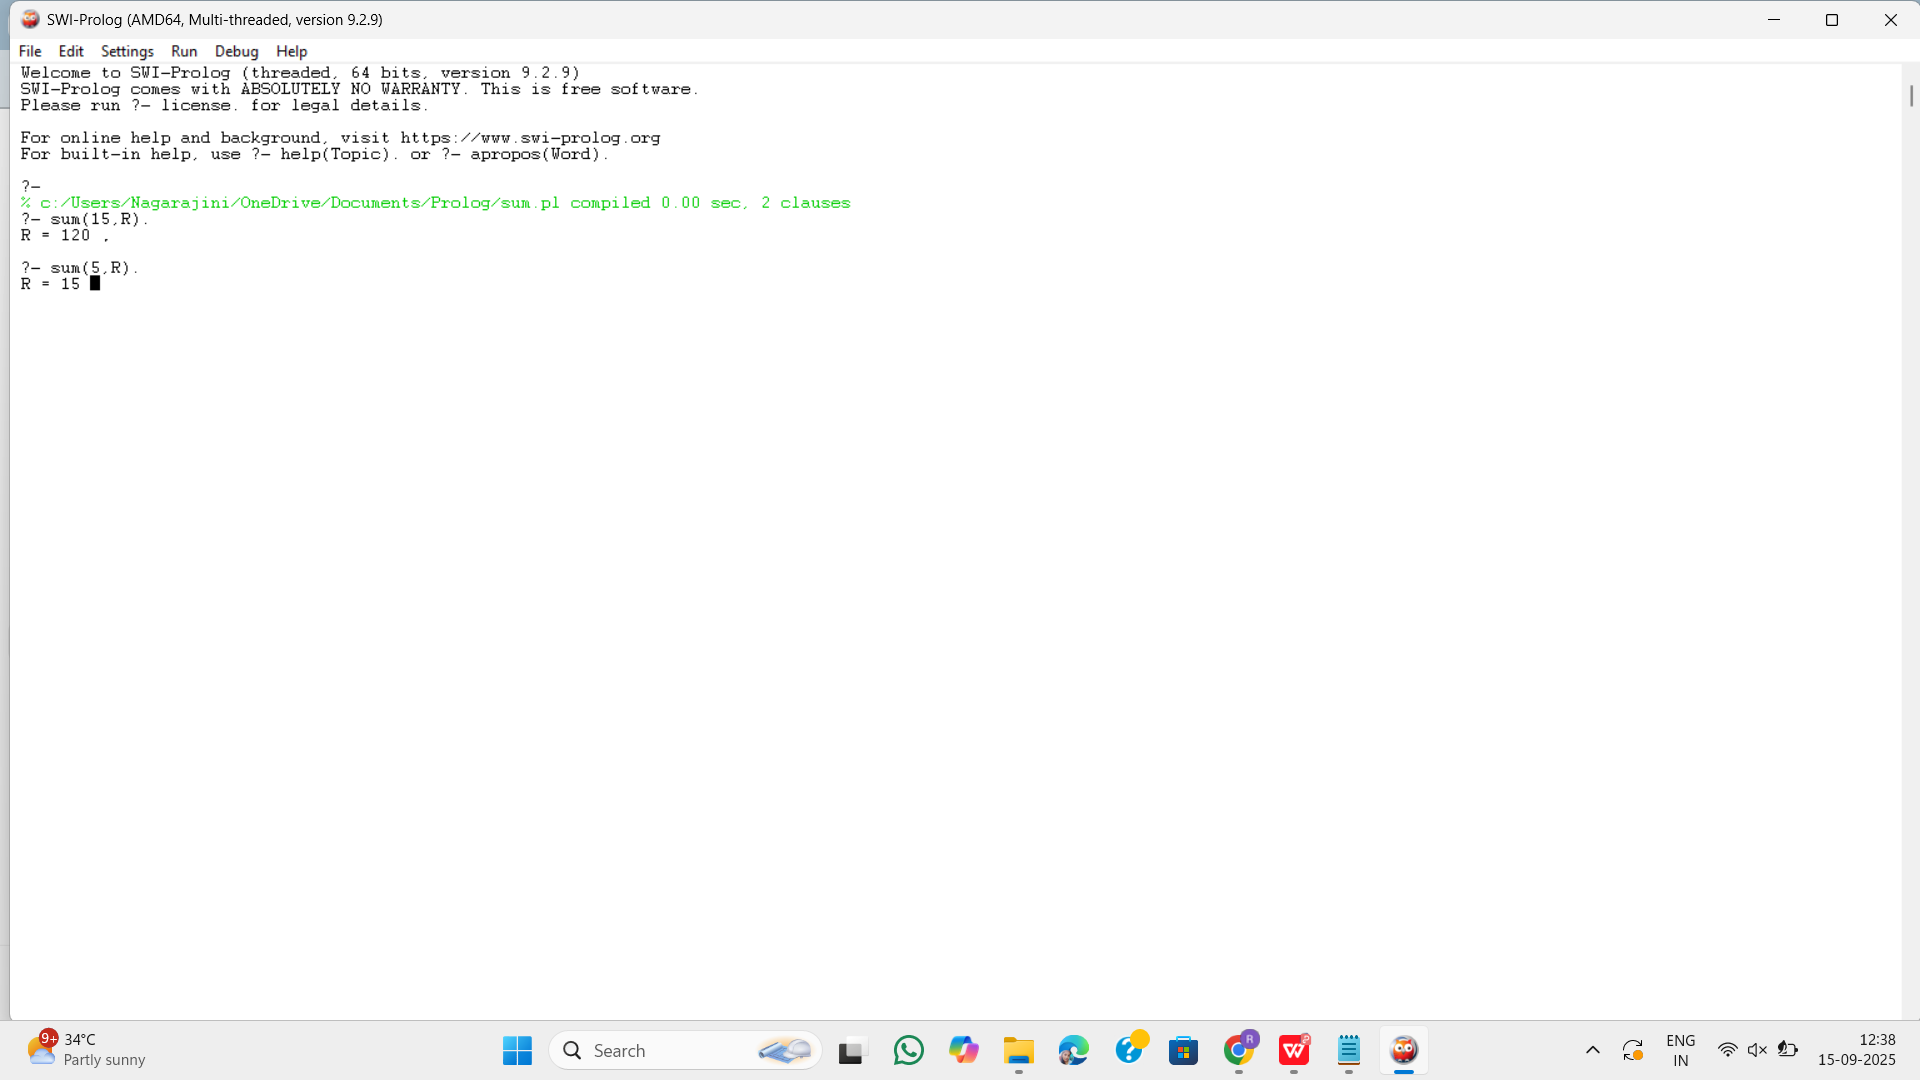 SWI-Prolog (AMD64, Multi-threaded, version 9.2.9)
File Edit Settings Run Debug Help
Welcome to SWI-Prolog (threaded, 64 bits, version 9.2.9)
SWI-Prolog comes with ABSOLUTELY NO WARRANTY. This is free software.
Please run ?- license. for legal details.
For online help and background, visit https://www.swi-prolog.org
For built-in help, use ?- help(Topic). or ?- apropos(Word).
?-
% c:/Users/Nagarajini/OneDrive/Documents/Prolog/sum.pl compiled 0.00 sec, 2 clauses
?- sum(15,R).
R = 120 .
?- sum(5,R).
R = 15
9+
34°C
Partly sunny
Search
R
ENG
IN
12:38
15-09-2025